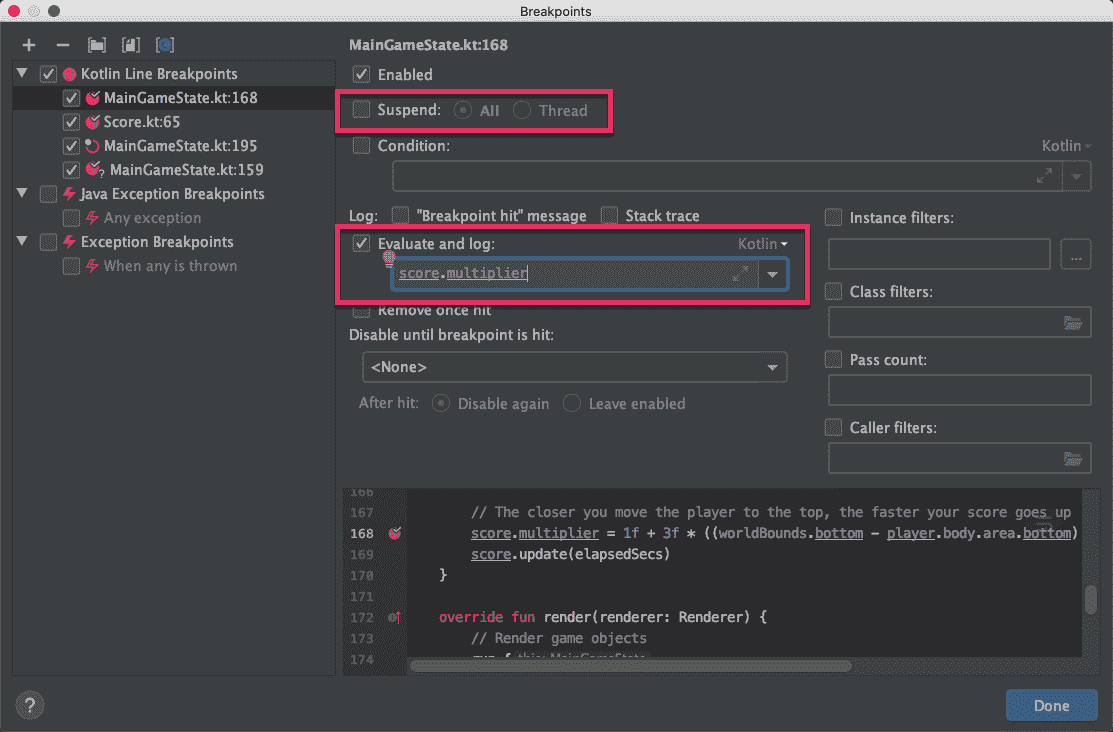 Breakpoints
Kotlin Line Breakpoints
MainGameState.kt:168
Score.kt:65
MainGameState.kt:195
MainGameState.kt:159
Java Exception Breakpoints
Any exception
Exception Breakpoints
When any is thrown
MainGameState.kt:168
Enabled
Suspend: All Thread
Condition: Kotlin
Log: "Breakpoint hit" message Stack trace
Evaluate and log: Kotlin
score.multiplier
Remove once hit
Disable until breakpoint is hit:
<None>
After hit: Disable again Leave enabled
Instance filters:
...
Class filters:
Pass count:
Caller filters:
166
167 // The closer you move the player to the top, the faster your score goes up
168 score.multiplier = 1f + 3f * ((worldBounds.bottom - player.body.area.bottom)
169 score.update(elapsedSecs)
170 }
171
172 override fun render(renderer: Renderer) {
173 // Render game objects
174 run { this: MainGameState
? Done